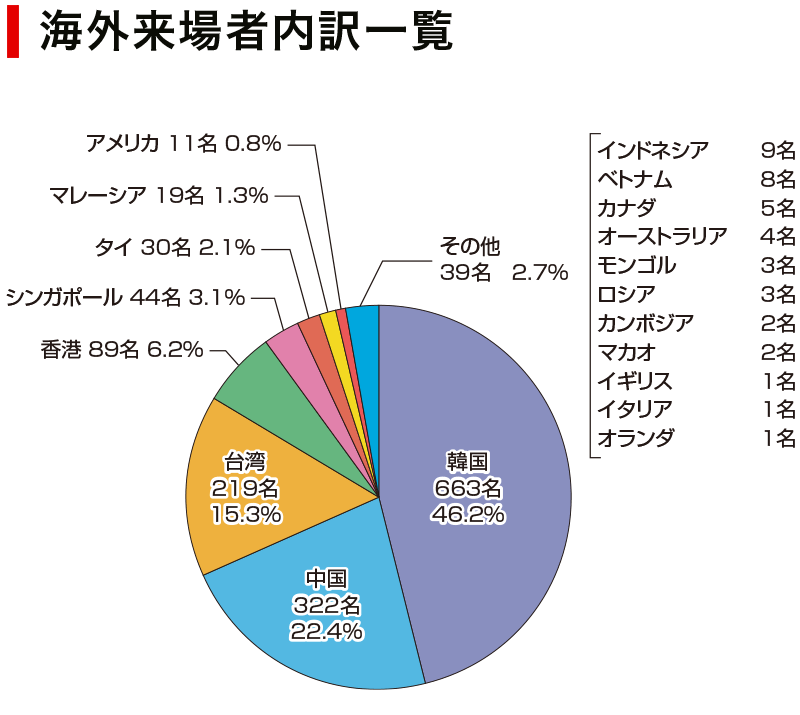 海外来場者内訳一覧
アメリカ 11名 0.8%
マレーシア 19名 1.3%
タイ 30名 2.1%
シンガポール 44名 3.1%
香港 89名 6.2%
その他
39名 2.7%
韓国
663名
46.2%
台湾
219名
15.3%
中国
322名
22.4%
インドネシア 9名
ベトナム 8名
カナダ 5名
オーストラリア 4名
モンゴル 3名
ロシア 3名
カンボジア 2名
マカオ 2名
イギリス 1名
イタリア 1名
オランダ 1名